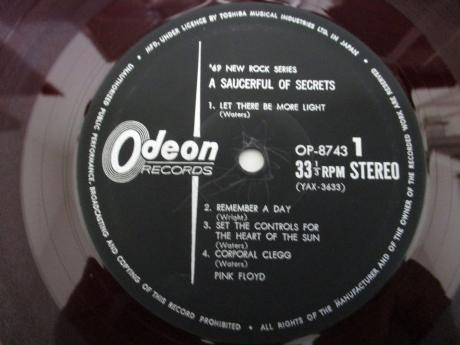 MFD. UNDER LICENCE BY TOSHIBA MUSICAL INDUSTRIES LTD. IN JAPAN •
ALL RIGHTS OF THE MANUFACTURER AND OF THE OWNER OF THE RECORDED WORK ARE RESERVED
• UNAUTHORISED PUBLIC PERFORMANCE, BROADCASTING AND COPYING OF THIS RECORD PROHIBITED •
'69 NEW ROCK SERIES
A SAUCERFUL OF SECRETS
1. LET THERE BE MORE LIGHT
(Waters)
Odeon
RECORDS
OP-8743 1
33 1/3 RPM STEREO
(YAX-3633)
2. REMEMBER A DAY
(Wright)
3. SET THE CONTROLS FOR
THE HEART OF THE SUN
(Waters)
4. CORPORAL CLEGG
(Waters)
PINK FLOYD